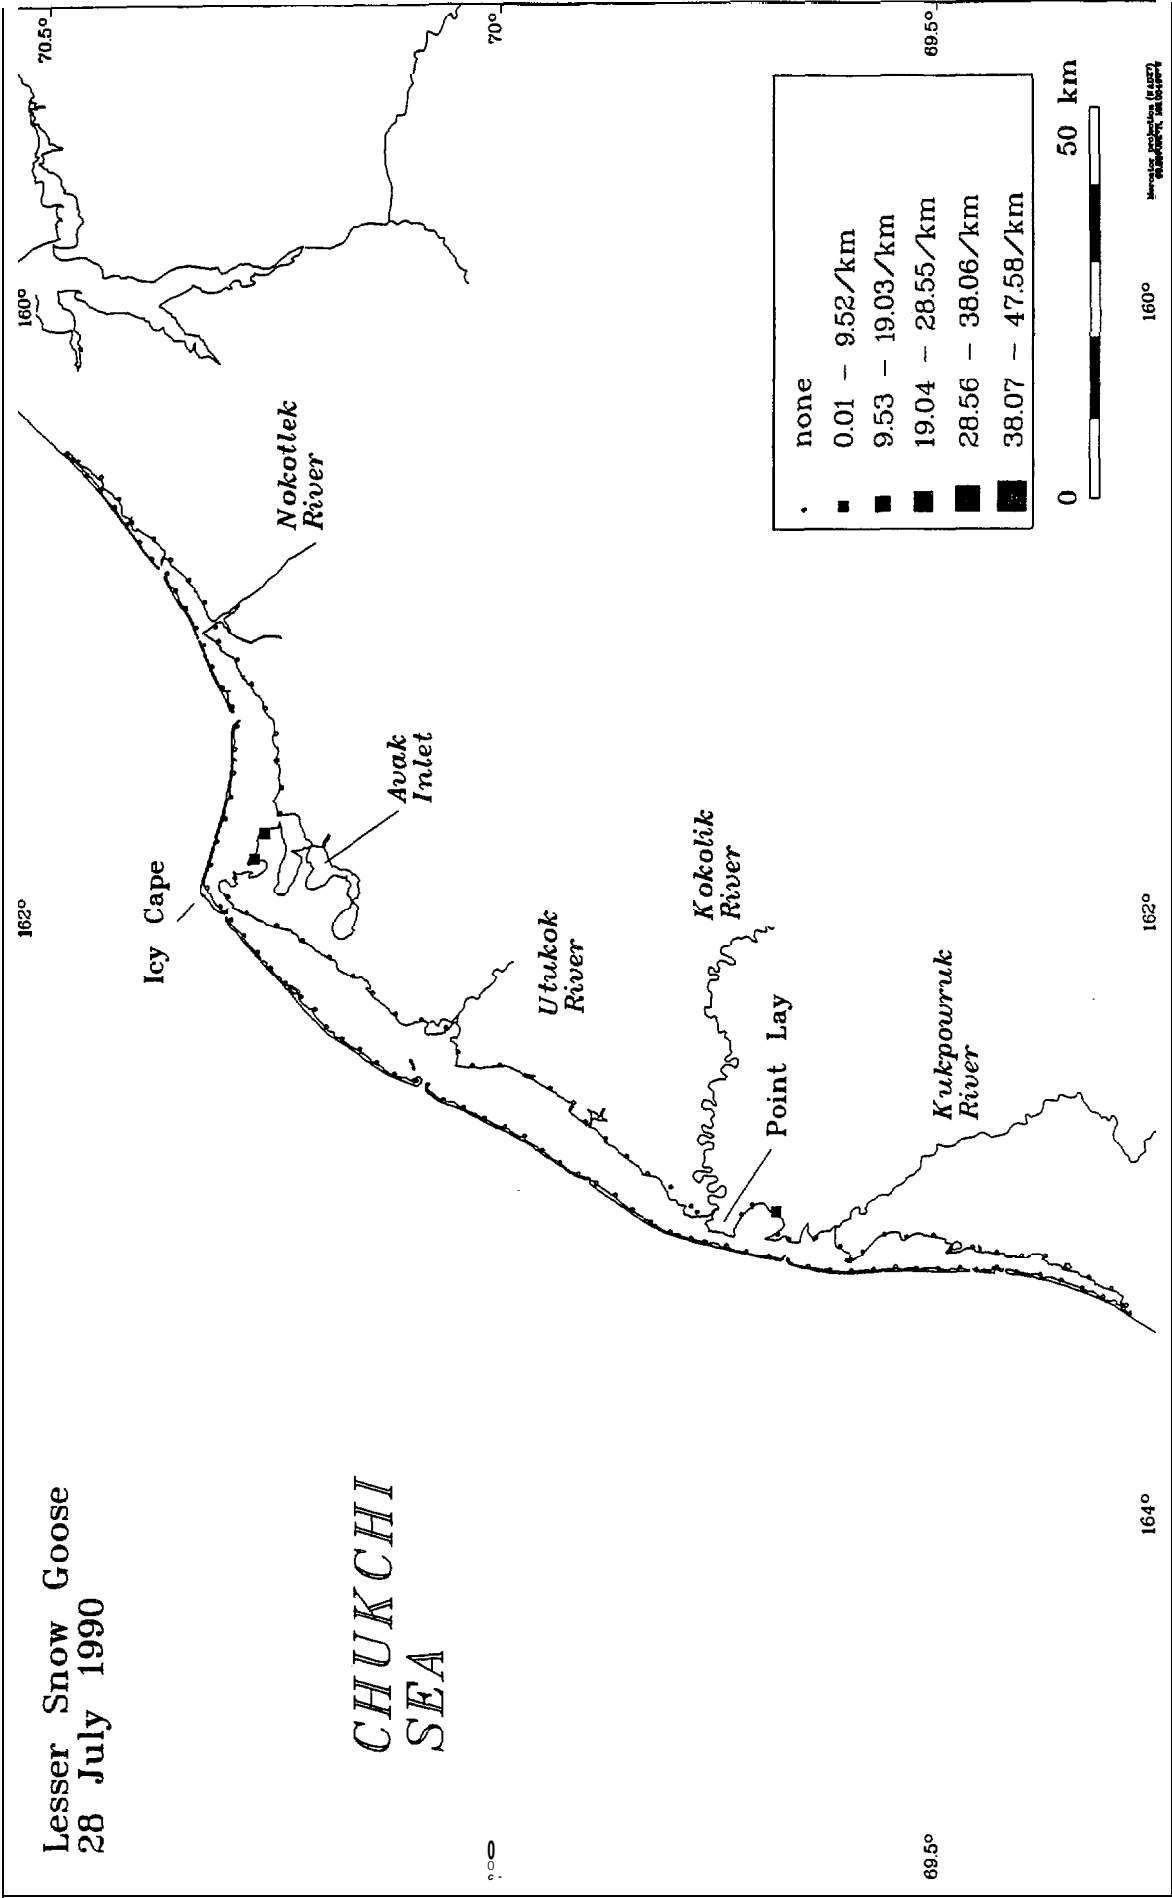 Lesser Snow Goose
28 July 1990
CHUKCHI
SEA
Icy Cape
Nokotlek
River
Avak
Inlet
Utukok
River
Kokolik
River
Point Lay
Kukpowruk
River
162°
160°
70.5°
70°
69.5°
69.5°
164°
162°
160°
none
0.01 – 9.52/km
9.53 – 19.03/km
19.04 – 28.55/km
28.56 – 38.06/km
38.07 – 47.58/km
0 50 km
Mercator projection (NAD27)